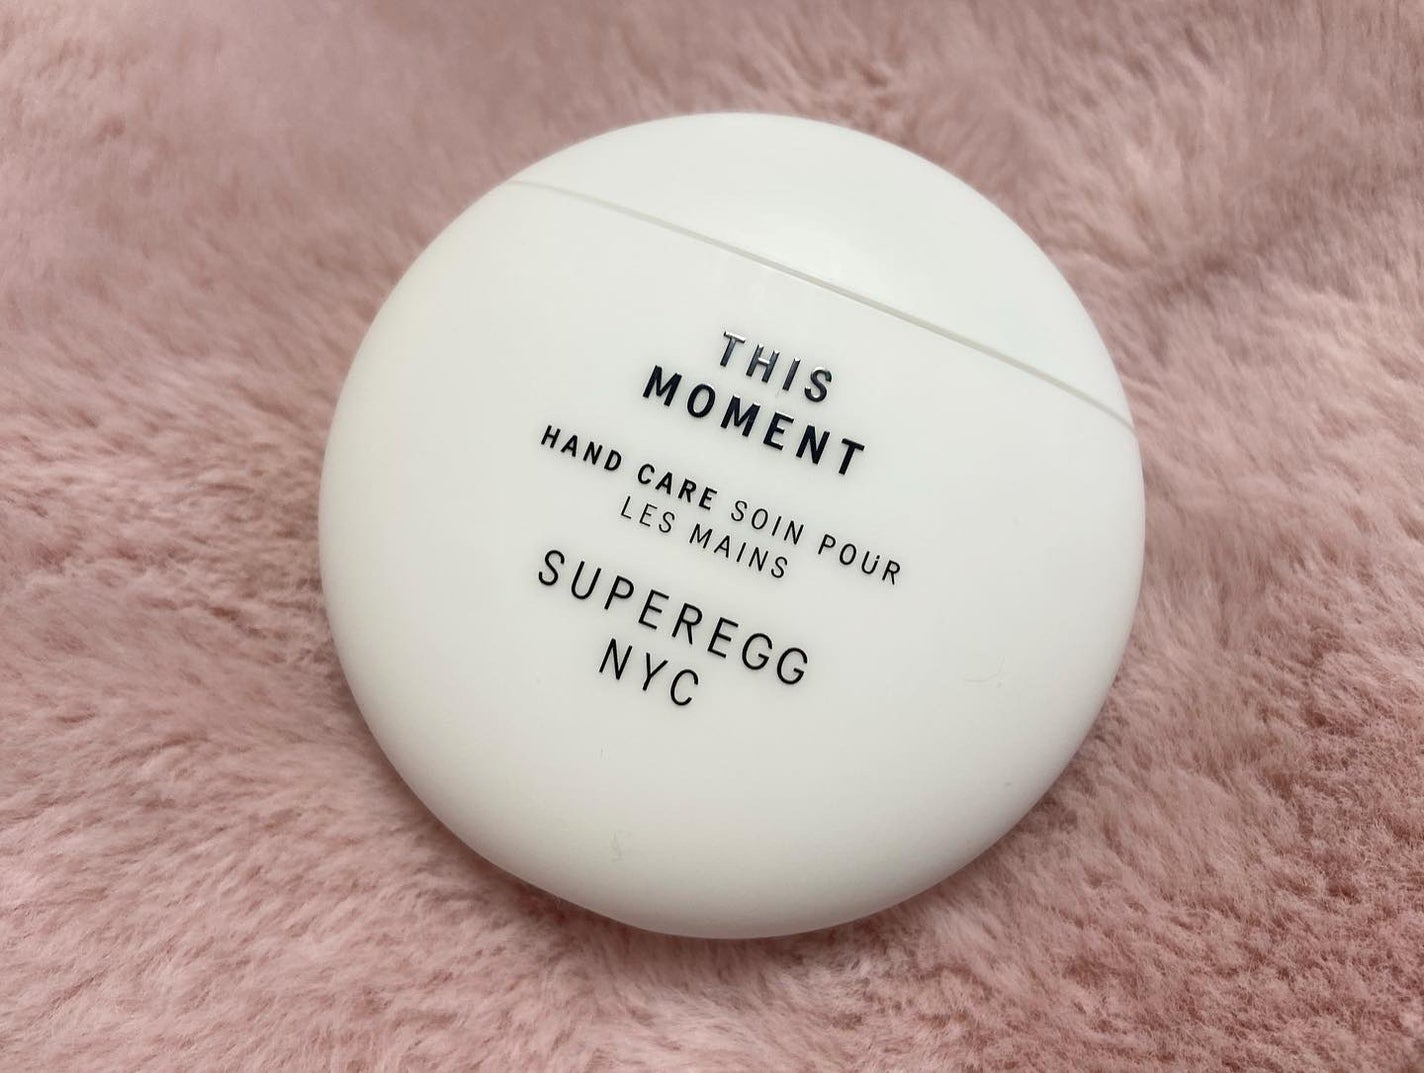 THIS
MOMENT
HAND CARE SOIN POUR
LES MAINS
SUPEREGG
NYC